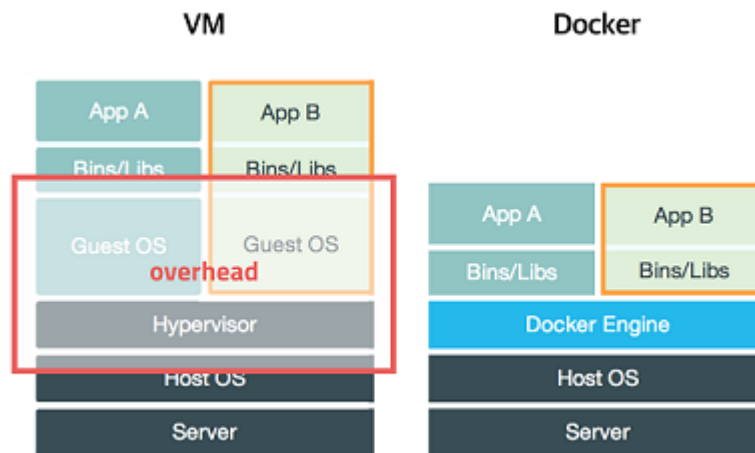 VM
Docker
App A
App B
Bins/Libs
Bins/Libs
Guest OS
Guest OS
overhead
Hypervisor
Host OS
Server
App A
App B
Bins/Libs
Bins/Libs
Docker Engine
Host OS
Server